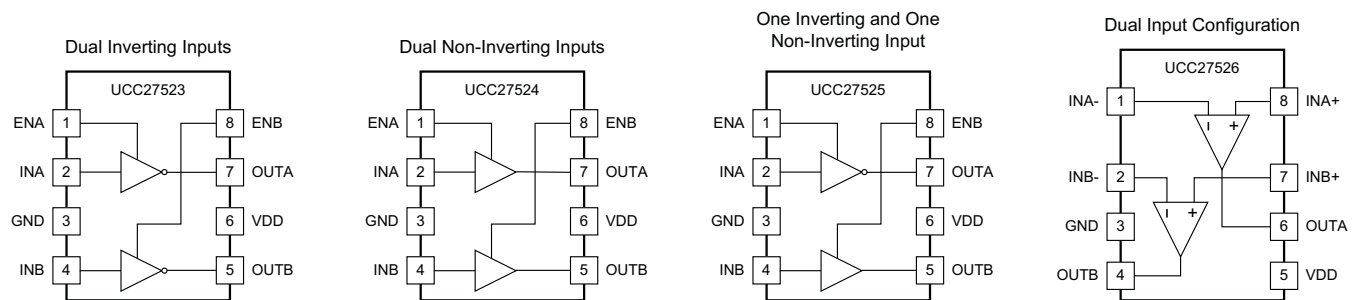 Dual Inverting Inputs
UCC27523
ENA 1 8 ENB
INA 2 7 OUTA
GND 3 6 VDD
INB 4 5 OUTB
Dual Non-Inverting Inputs
UCC27524
ENA 1 8 ENB
INA 2 7 OUTA
GND 3 6 VDD
INB 4 5 OUTB
One Inverting and One
Non-Inverting Input
UCC27525
ENA 1 8 ENB
INA 2 7 OUTA
GND 3 6 VDD
INB 4 5 OUTB
Dual Input Configuration
UCC27526
INA- 1 8 INA+
- +
INB- 2 7 INB+
- +
GND 3 6 OUTA
OUTB 4 5 VDD